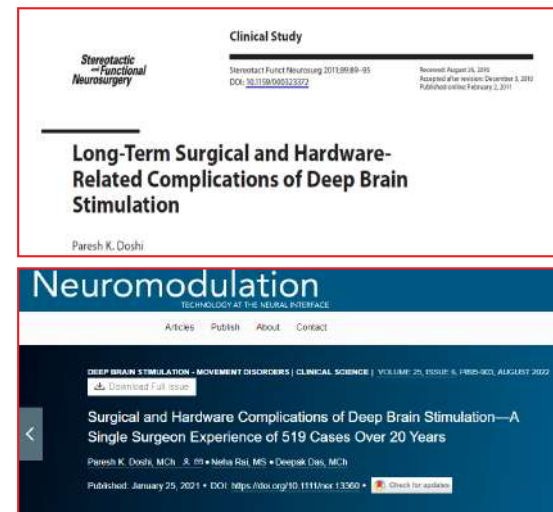 Clinical Study
Stereotactic
and Functional
Neurosurgery
Stereotact Funct Neurosurg 2011;89:89–95
DOI: 10.1159/000323372
Received: August 26, 2010
Accepted after revision: December 3, 2010
Published online: February 2, 2011
Long-Term Surgical and Hardware-
Related Complications of Deep Brain
Stimulation
Paresh K. Doshi
Neuromodulation
TECHNOLOGY AT THE NEURAL INTERFACE
Articles Publish About Contact
DEEP BRAIN STIMULATION - MOVEMENT DISORDERS | CLINICAL SCIENCE | VOLUME 25, ISSUE 6, P895-903, AUGUST 2022
Download Full Issue
Surgical and Hardware Complications of Deep Brain Stimulation—A
Single Surgeon Experience of 519 Cases Over 20 Years
Paresh K. Doshi, MCh • Neha Rai, MS • Deepak Das, MCh
Published: January 25, 2021 • DOI: https://doi.org/10.1111/ner.13360 • Check for updates